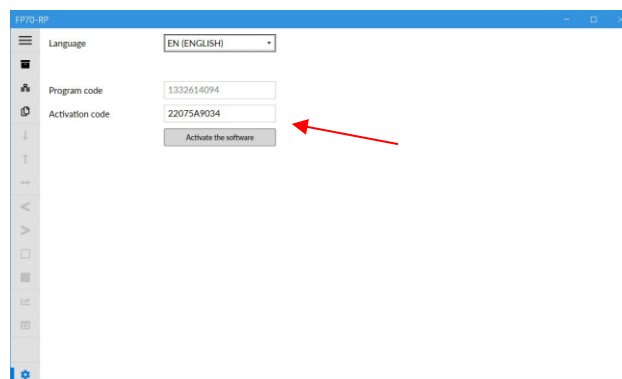 FP70-RP
Language EN (ENGLISH)
Program code 1332614094
Activation code 22075A9034
Activate the software